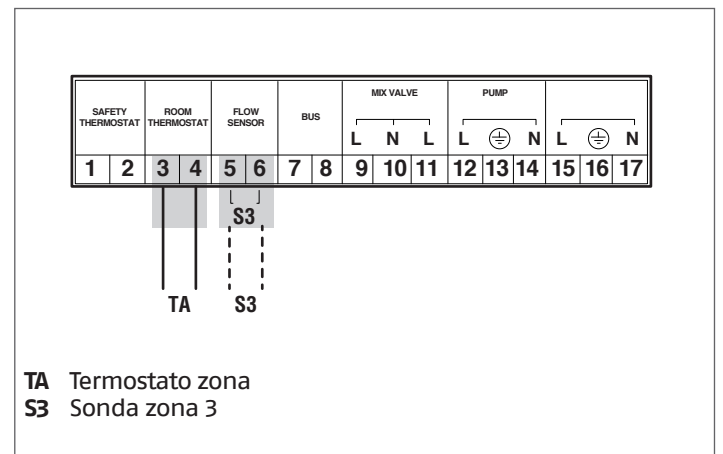 SAFETY THERMOSTAT
ROOM THERMOSTAT
FLOW SENSOR
BUS
MIX VALVE
PUMP
L N L L N L N
1 2 3 4 5 6 7 8 9 10 11 12 13 14 15 16 17
S3
TA S3
TA Termostato zona
S3 Sonda zona 3